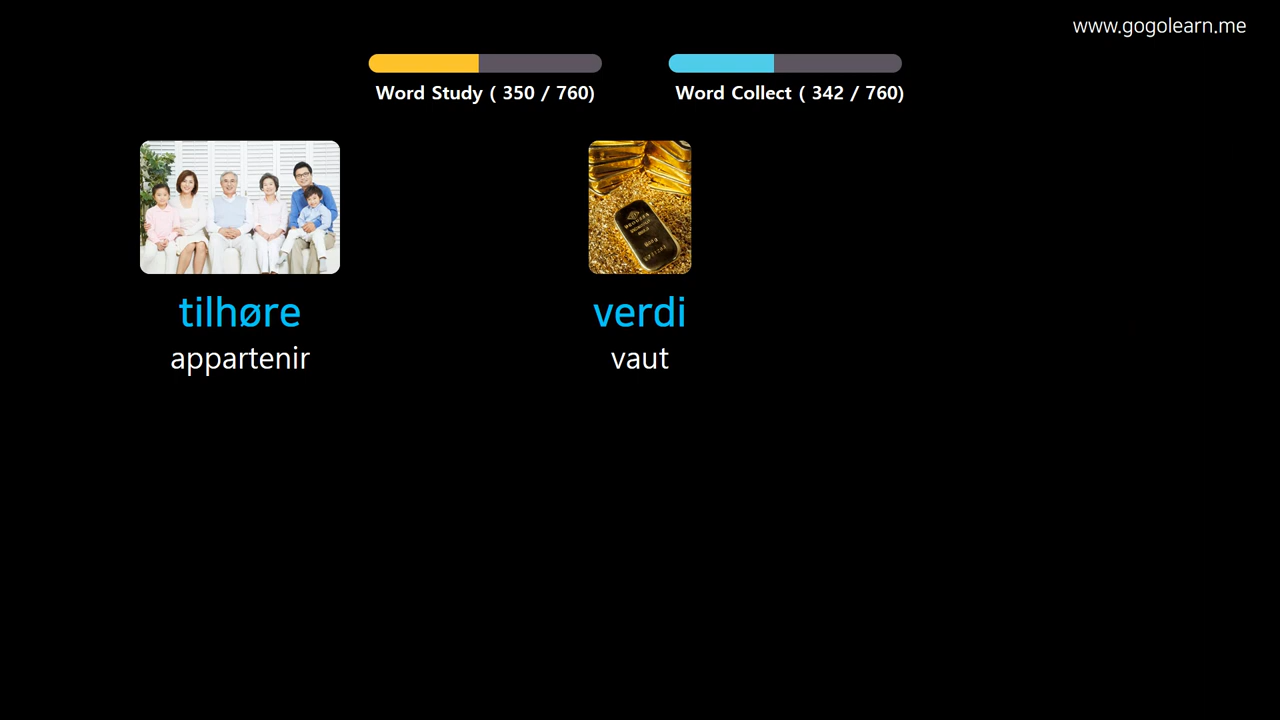 www.gogolearn.me
Word Study ( 350 / 760)
Word Collect ( 342 / 760)
tilhøre
appartenir
verdi
vaut